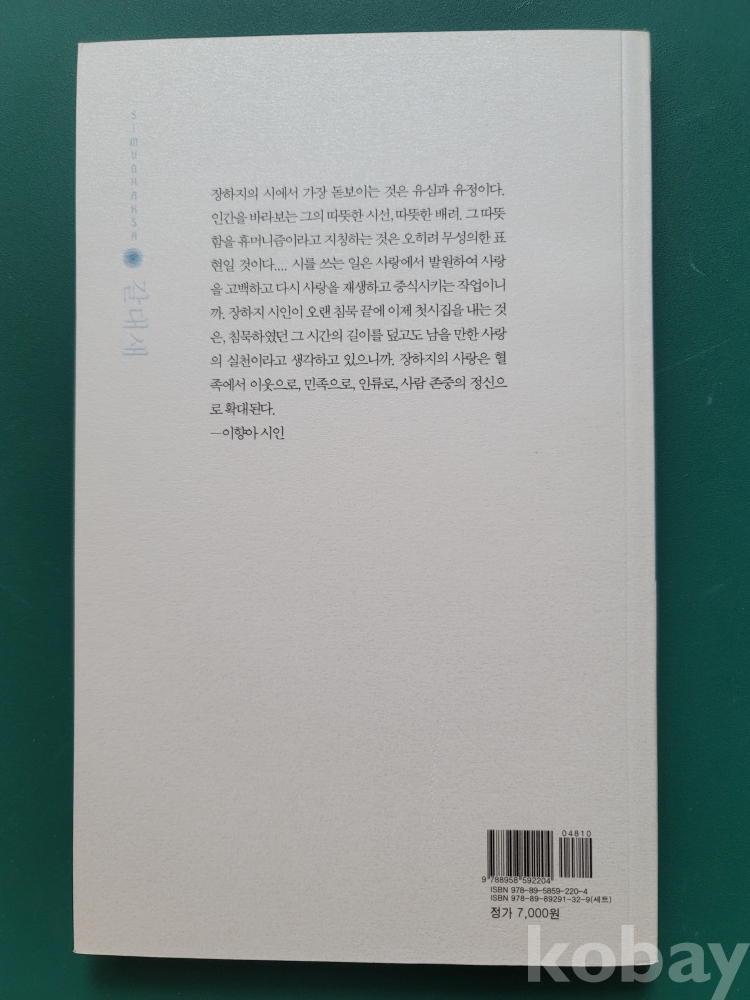 SIMUNHAKSA
장하지의 시에서 가장 돋보이는 것은 유심과 유정이다.
인간을 바라보는 그의 따뜻한 시선, 따뜻한 배려. 그 따뜻
함을 휴머니즘이라고 지칭하는 것은 오히려 무성의한 표
현일 것이다.... 시를 쓰는 일은 사랑에서 발원하여 사랑
을 고백하고 다시 사랑을 재생하고 증식시키는 작업이니
까. 장하지 시인이 오랜 침묵 끝에 이제 첫시집을 내는 것
은, 침묵하였던 그 시간의 길이를 덮고도 남을 만한 사랑
의 실천이라고 생각하고 있으니까. 장하지의 사랑은 혈
족에서 이웃으로, 민족으로, 인류로, 사람 존중의 정신으
로 확대된다.
—이향아 시인
04810
9 788958 592204
ISBN 978-89-5859-220-4
ISBN 978-89-89291-32-9(세트)
정가 7,000원
kobay